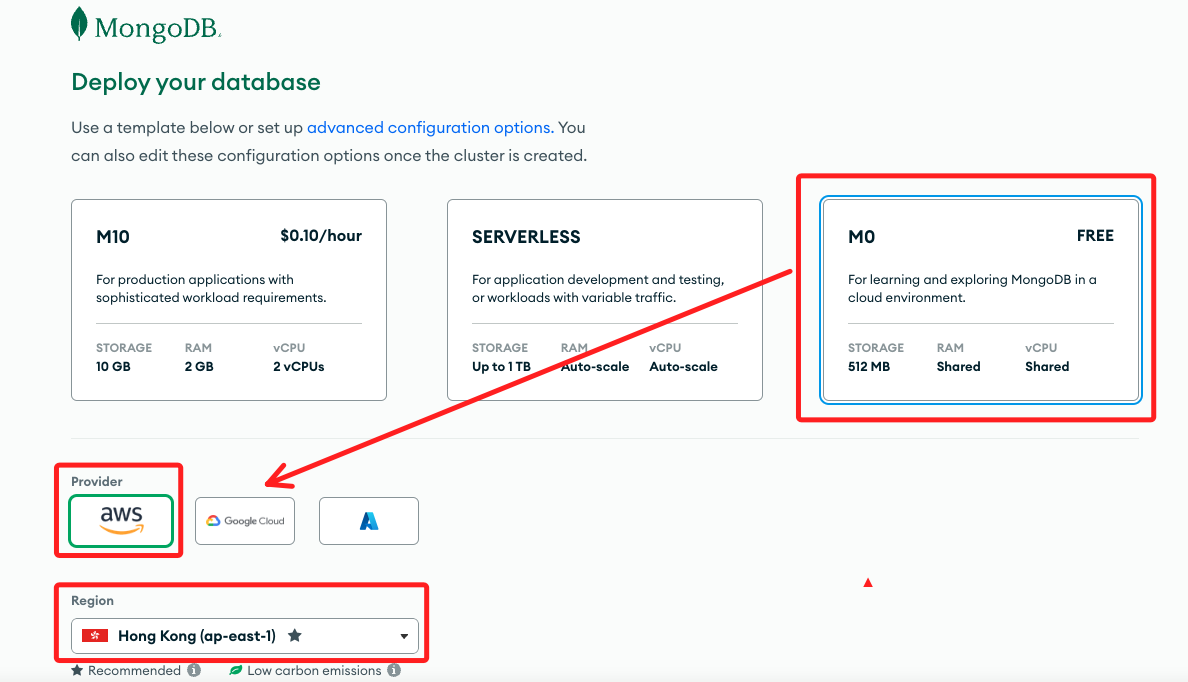 MongoDB.
Deploy your database
Use a template below or set up advanced configuration options. You
can also edit these configuration options once the cluster is created.
M10 $0.10/hour
For production applications with
sophisticated workload requirements.
STORAGE RAM vCPU
10 GB 2 GB 2 vCPUs
SERVERLESS
For application development and testing,
or workloads with variable traffic.
STORAGE RAM vCPU
Up to 1 TB Auto-scale Auto-scale
M0 FREE
For learning and exploring MongoDB in a
cloud environment.
STORAGE RAM vCPU
512 MB Shared Shared
Provider
aws Google Cloud
Region
Hong Kong (ap-east-1)
Recommended Low carbon emissions